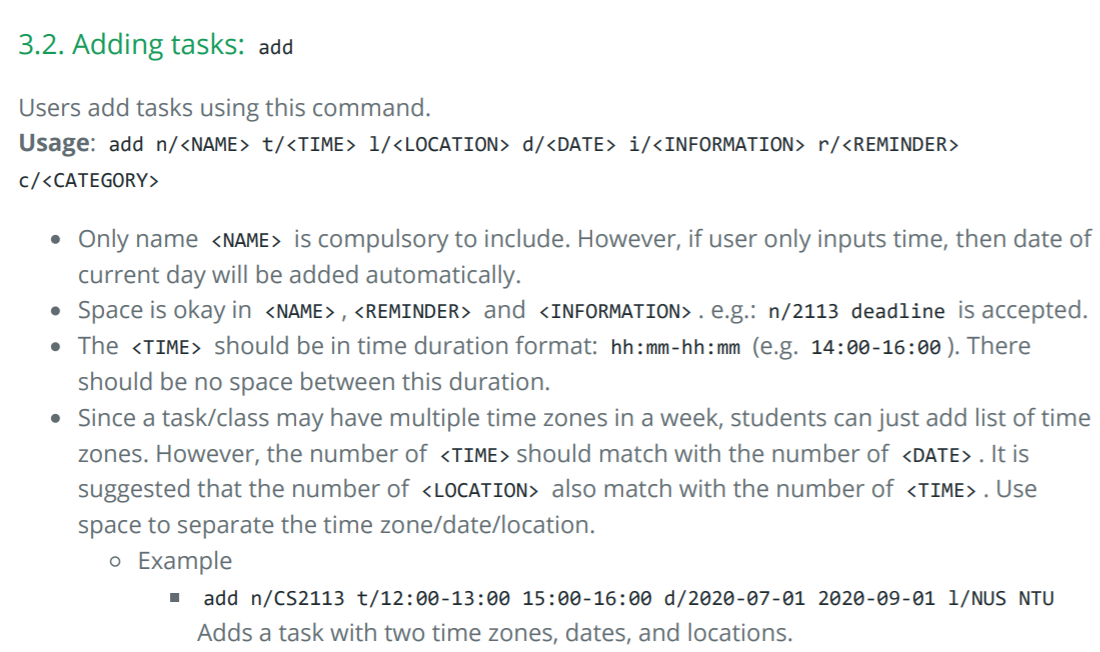 3.2. Adding tasks: add
Users add tasks using this command.
Usage: add n/<NAME> t/<TIME> l/<LOCATION> d/<DATE> i/<INFORMATION> r/<REMINDER>
c/<CATEGORY>
• Only name <NAME> is compulsory to include. However, if user only inputs time, then date of
current day will be added automatically.
• Space is okay in <NAME>, <REMINDER> and <INFORMATION>. e.g.: n/2113 deadline is accepted.
• The <TIME> should be in time duration format: hh:mm-hh:mm (e.g. 14:00-16:00). There
should be no space between this duration.
• Since a task/class may have multiple time zones in a week, students can just add list of time
zones. However, the number of <TIME> should match with the number of <DATE>. It is
suggested that the number of <LOCATION> also match with the number of <TIME>. Use
space to separate the time zone/date/location.
◦ Example
▪ add n/CS2113 t/12:00-13:00 15:00-16:00 d/2020-07-01 2020-09-01 l/NUS NTU
Adds a task with two time zones, dates, and locations.